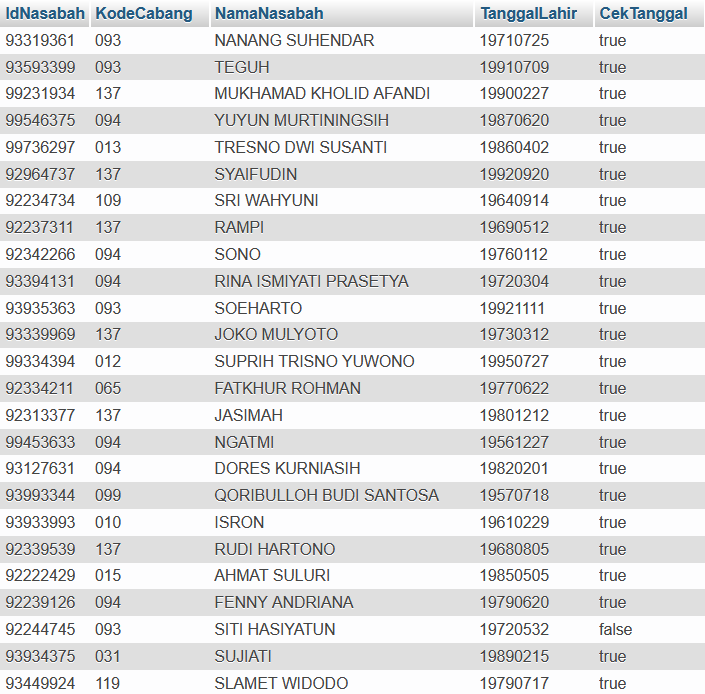 IdNasabah KodeCabang NamaNasabah TanggalLahir CekTanggal
93319361 093 NANANG SUHENDAR 19710725 true
93593399 093 TEGUH 19910709 true
99231934 137 MUKHAMAD KHOLID AFANDI 19900227 true
99546375 094 YUYUN MURTININGSIH 19870620 true
99736297 013 TRESNO DWI SUSANTI 19860402 true
92964737 137 SYAIFUDIN 19920920 true
92234734 109 SRI WAHYUNI 19640914 true
92237311 137 RAMPI 19690512 true
92342266 094 SONO 19760112 true
93394131 094 RINA ISMIYATI PRASETYA 19720304 true
93935363 093 SOEHARTO 19921111 true
93339969 137 JOKO MULYOTO 19730312 true
99334394 012 SUPRIH TRISNO YUWONO 19950727 true
92334211 065 FATKHUR ROHMAN 19770622 true
92313377 137 JASIMAH 19801212 true
99453633 094 NGATMI 19561227 true
93127631 094 DORES KURNIASIH 19820201 true
93993344 099 QORIBULLOH BUDI SANTOSA 19570718 true
93933993 010 ISRON 19610229 true
92339539 137 RUDI HARTONO 19680805 true
92222429 015 AHMAT SULURI 19850505 true
92239126 094 FENNY ANDRIANA 19790620 true
92244745 093 SITI HASIYATUN 19720532 false
93934375 031 SUJIATI 19890215 true
93449924 119 SLAMET WIDODO 19790717 true